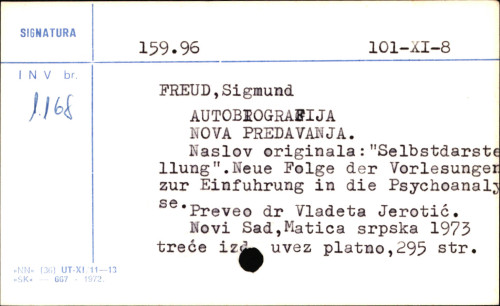 SIGNATURA
159.96 101-XI-8
I N V br.
1168
FREUD,Sigmund
AUTOBIOGRAFIJA
NOVA PREDAVANJA.
Naslov originala:"Selbstdarste
llung".Neue Folge der Vorlesungen
zur Einfuhrung in die Psychoanaly
se.
Preveo dr Vladeta Jerotić.
Novi Sad,Matica srpska 1973
treće izd. uvez platno,295 str.
»NN« (36) UT-XI/11—13
»SK« — 667 - 1972.